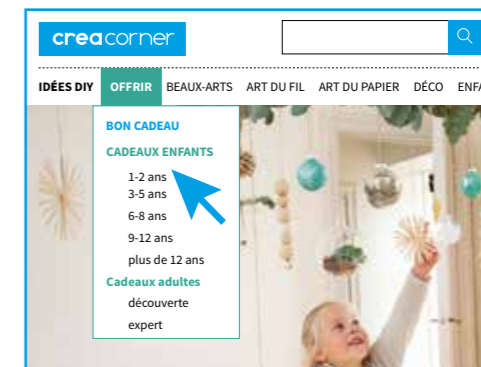 creacorner
IDÉES DIY OFFRIR BEAUX-ARTS ART DU FIL ART DU PAPIER DÉCO ENFA
BON CADEAU
CADEAUX ENFANTS
1-2 ans
3-5 ans
6-8 ans
9-12 ans
plus de 12 ans
Cadeaux adultes
découverte
expert